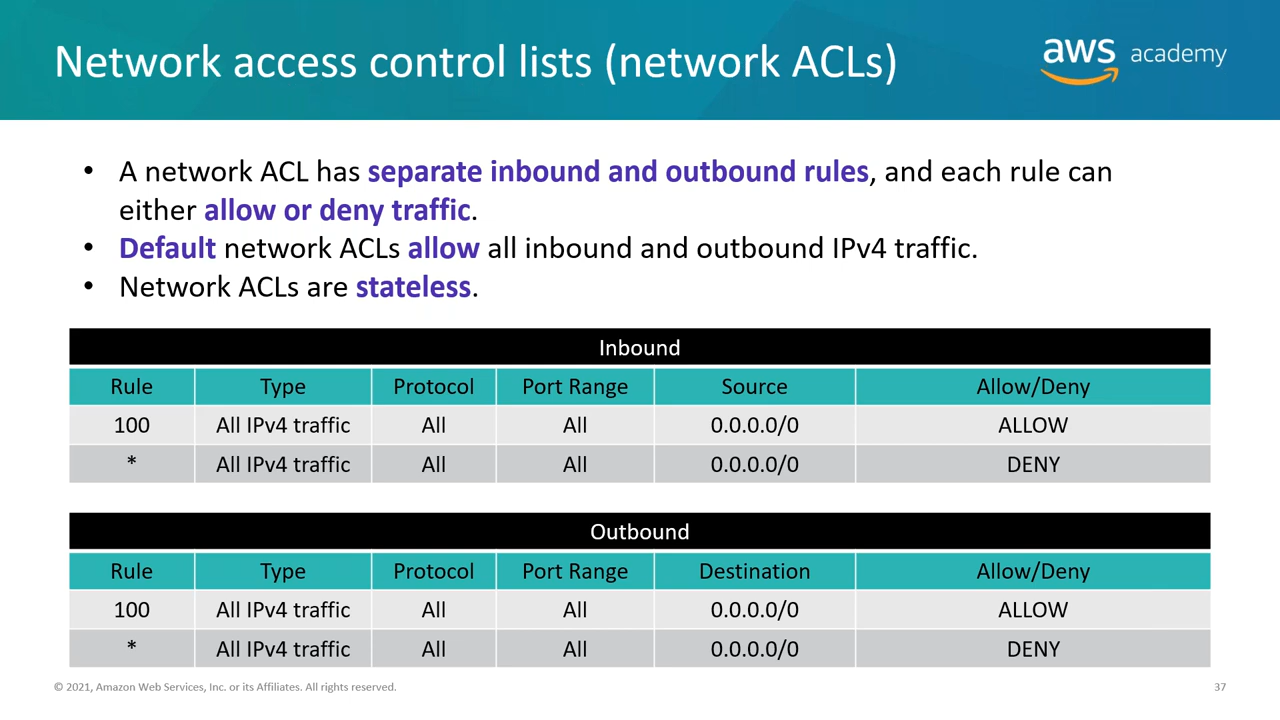 Network access control lists (network ACLs)
aws academy
• A network ACL has separate inbound and outbound rules, and each rule can
either allow or deny traffic.
• Default network ACLs allow all inbound and outbound IPv4 traffic.
• Network ACLs are stateless.
Inbound
Rule Type Protocol Port Range Source Allow/Deny
100 All IPv4 traffic All All 0.0.0.0/0 ALLOW
* All IPv4 traffic All All 0.0.0.0/0 DENY
Outbound
Rule Type Protocol Port Range Destination Allow/Deny
100 All IPv4 traffic All All 0.0.0.0/0 ALLOW
* All IPv4 traffic All All 0.0.0.0/0 DENY
© 2021, Amazon Web Services, Inc. or its Affiliates. All rights reserved.
37